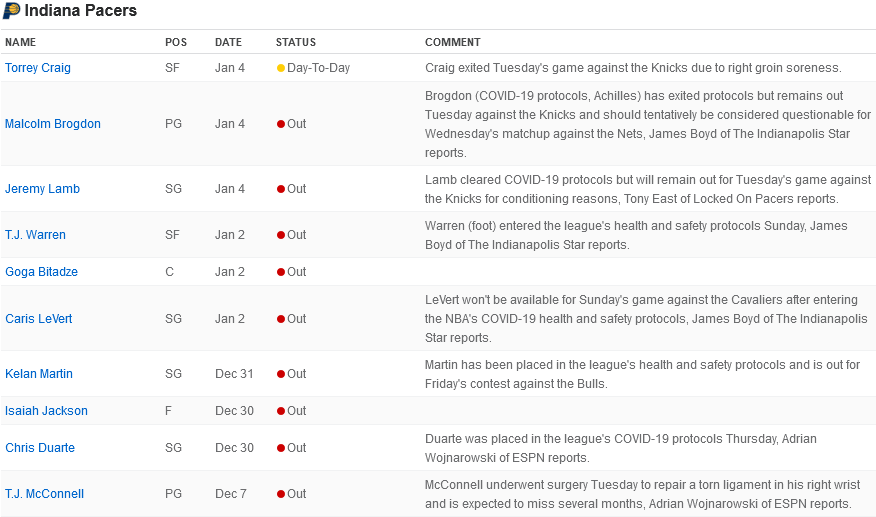 Indiana Pacers
NAME POS DATE STATUS COMMENT
Torrey Craig SF Jan 4 Day-To-Day Craig exited Tuesday's game against the Knicks due to right groin soreness.
Malcolm Brogdon PG Jan 4 Out Brogdon (COVID-19 protocols, Achilles) has exited protocols but remains out
Tuesday against the Knicks and should tentatively be considered questionable for
Wednesday's matchup against the Nets, James Boyd of The Indianapolis Star
reports.
Jeremy Lamb SG Jan 4 Out Lamb cleared COVID-19 protocols but will remain out for Tuesday's game against
the Knicks for conditioning reasons, Tony East of Locked On Pacers reports.
T.J. Warren SF Jan 2 Out Warren (foot) entered the league's health and safety protocols Sunday, James
Boyd of The Indianapolis Star reports.
Goga Bitadze C Jan 2 Out
Caris LeVert SG Jan 2 Out LeVert won't be available for Sunday's game against the Cavaliers after entering
the NBA's COVID-19 health and safety protocols, James Boyd of The Indianapolis
Star reports.
Kelan Martin SG Dec 31 Out Martin has been placed in the league's health and safety protocols and is out for
Friday's contest against the Bulls.
Isaiah Jackson F Dec 30 Out
Chris Duarte SG Dec 30 Out Duarte was placed in the league's COVID-19 protocols Thursday, Adrian
Wojnarowski of ESPN reports.
T.J. McConnell PG Dec 7 Out McConnell underwent surgery Tuesday to repair a torn ligament in his right wrist
and is expected to miss several months, Adrian Wojnarowski of ESPN reports.